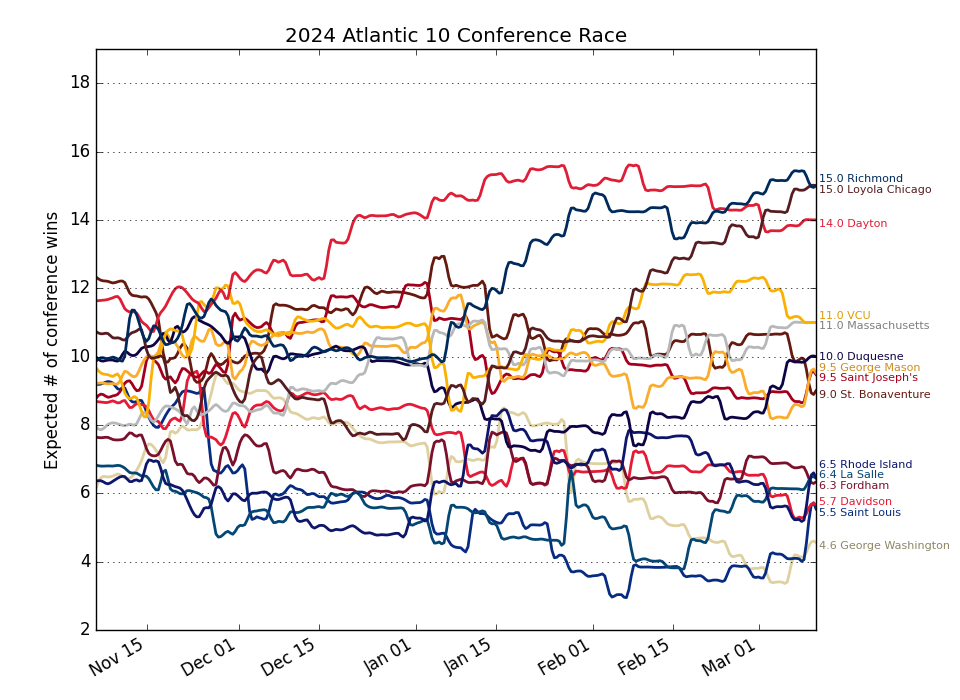 2024 Atlantic 10 Conference Race
Expected # of conference wins
18
16
14
12
10
8
6
4
2
Nov 15
Dec 01
Dec 15
Jan 01
Jan 15
Feb 01
Feb 15
Mar 01
15.0 Richmond
15.0 Loyola Chicago
14.0 Dayton
11.0 VCU
11.0 Massachusetts
10.0 Duquesne
9.5 George Mason
9.5 Saint Joseph's
9.0 St. Bonaventure
6.5 Rhode Island
6.4 La Salle
6.3 Fordham
5.7 Davidson
5.5 Saint Louis
4.6 George Washington